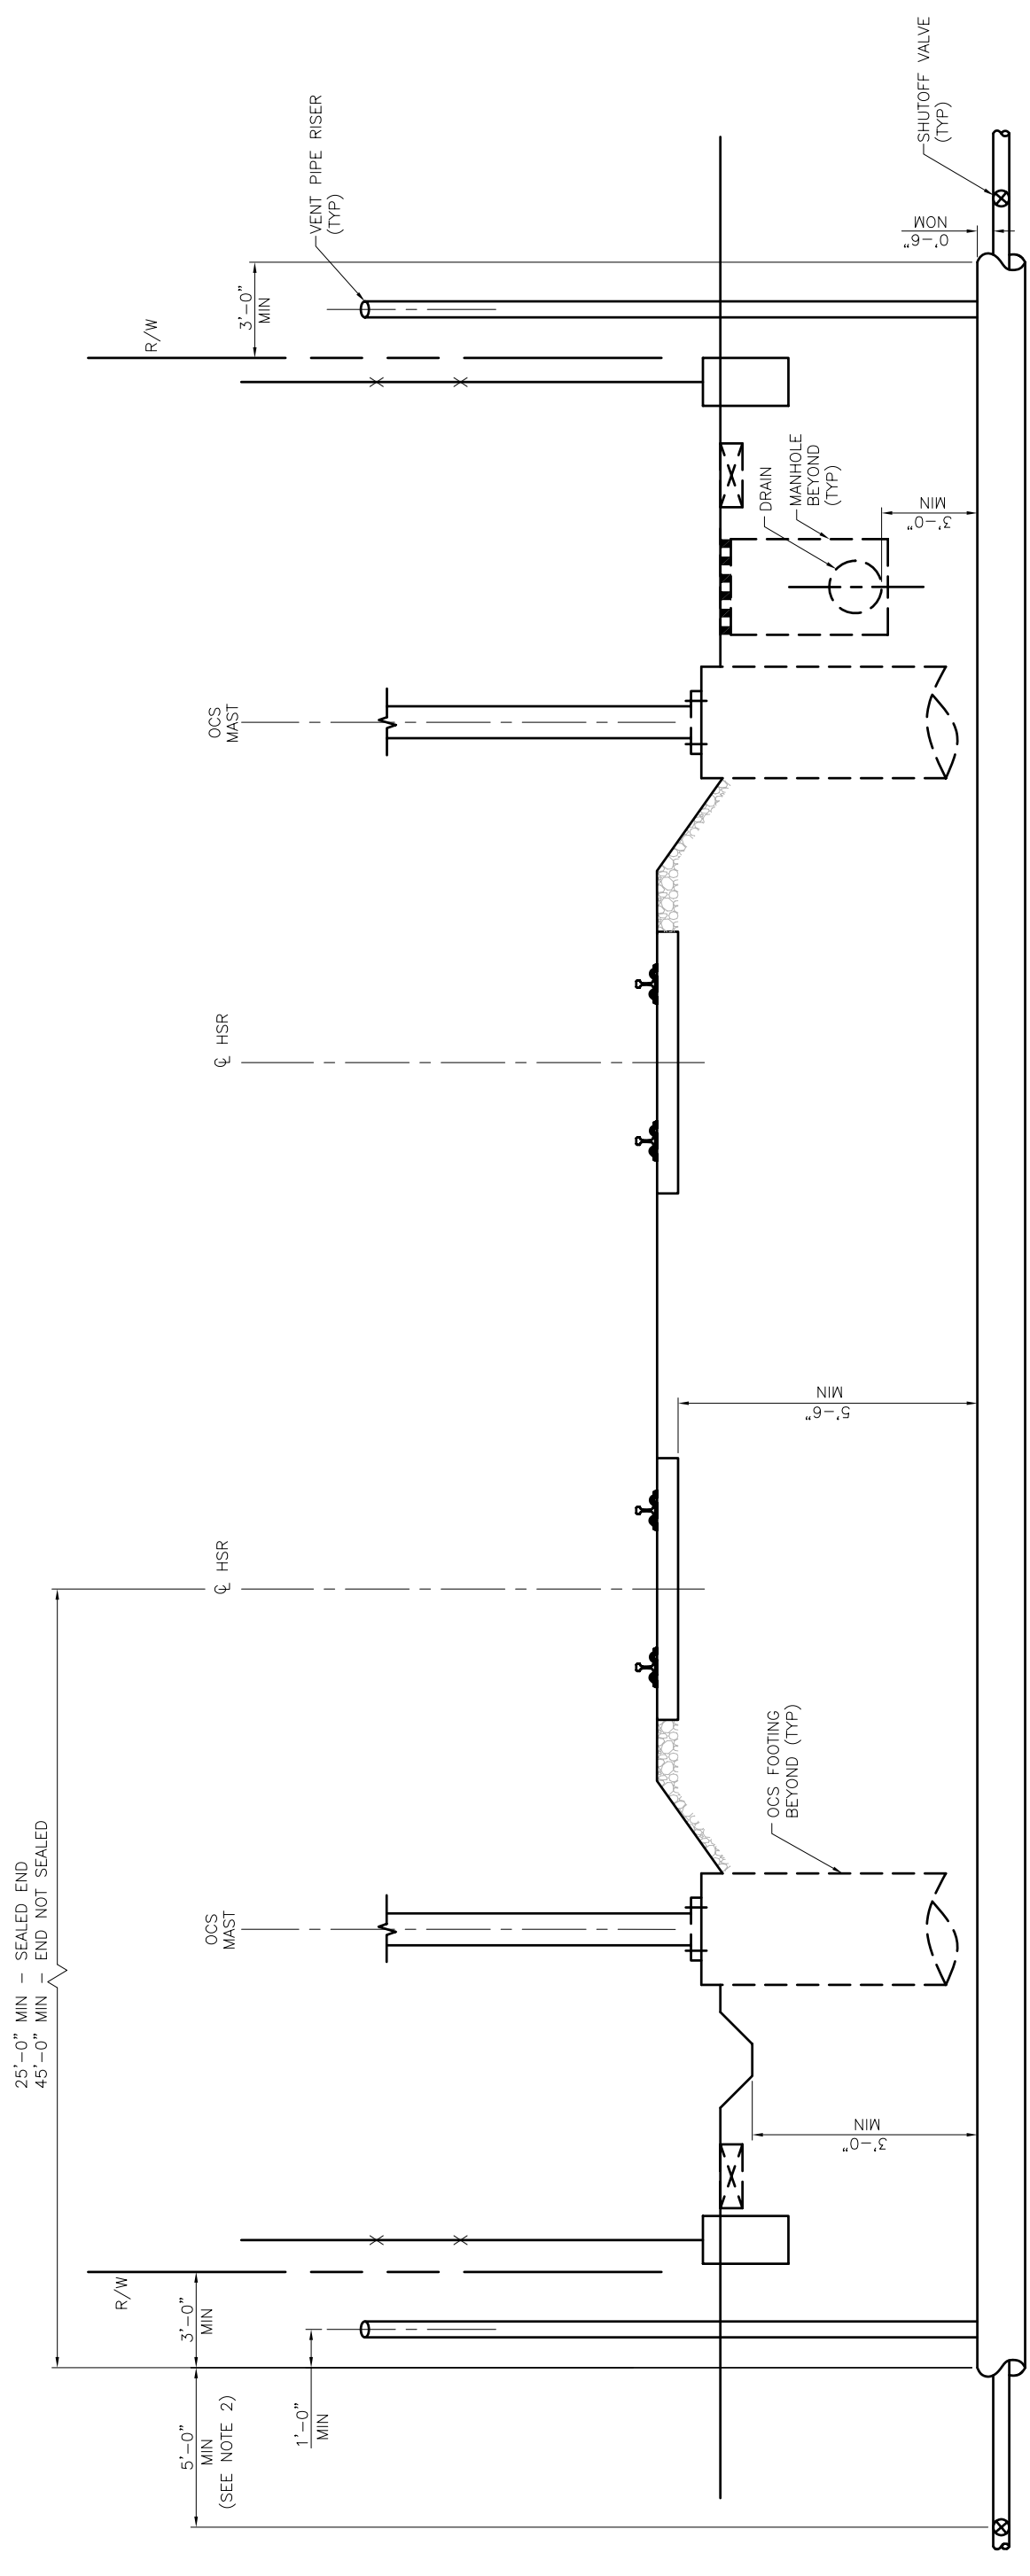 25'-0" MIN – SEALED END
45'-0" MIN – END NOT SEALED
5'-0"
MIN
(SEE NOTE 2)
3'-0"
MIN
R/W
1'-0"
MIN
OCS
MAST
℄ HSR
℄ HSR
OCS
MAST
R/W
3'-0"
MIN
VENT PIPE RISER
(TYP)
3'-0"
MIN
OCS FOOTING
BEYOND (TYP)
5'-6"
MIN
DRAIN
MANHOLE
BEYOND
(TYP)
3'-0"
MIN
0'-6"
NOM
SHUTOFF VALVE
(TYP)